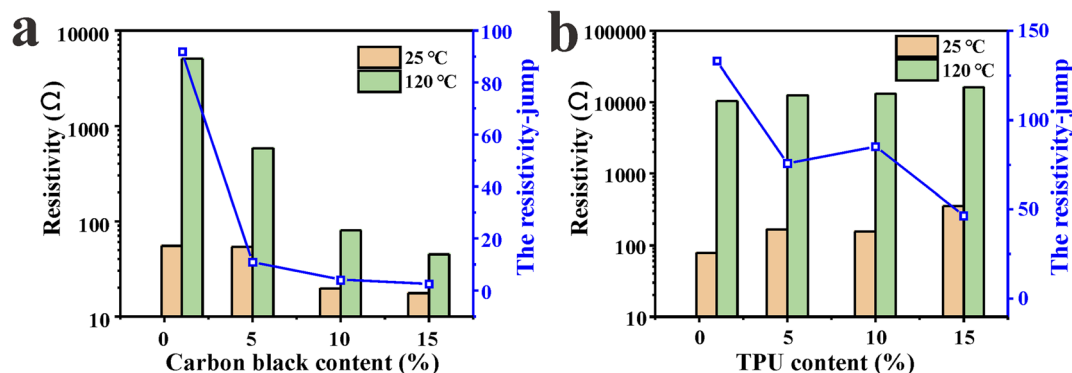 a
10000
1000
100
10
Resistivity (Ω)
25 °C
120 °C
100
80
60
40
20
0
The resistivity-jump
0 5 10 15
Carbon black content (%)
b
100000
10000
1000
100
10
Resistivity (Ω)
25 °C
120 °C
150
100
50
0
The resistivity-jump
0 5 10 15
TPU content (%)